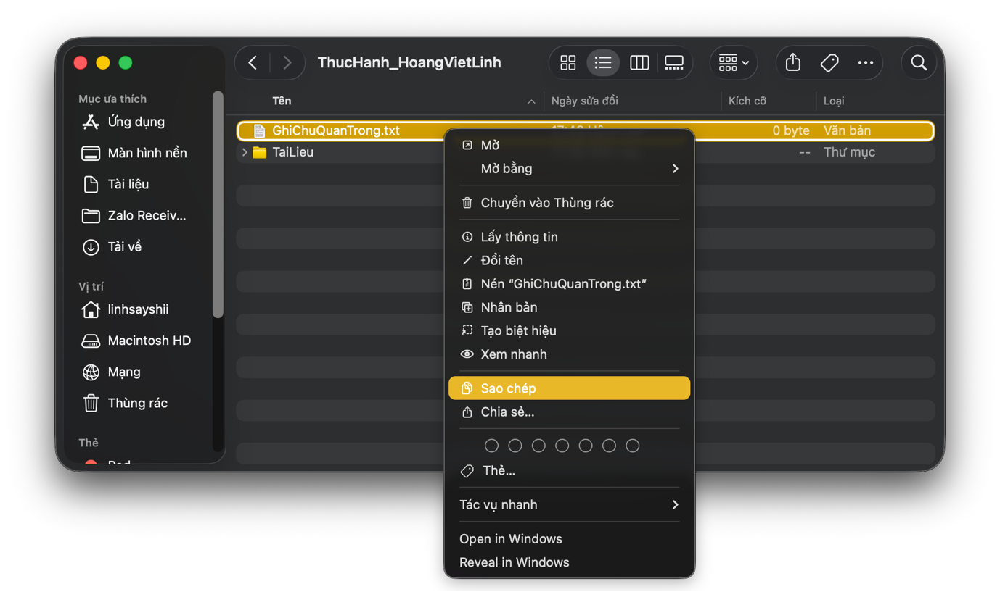 ThucHanh_HoangVietLinh
Mục ưa thích
Ứng dụng
Màn hình nền
Tài liệu
Zalo Receiv...
Tải về
Vị trí
linhsayshii
Macintosh HD
Mạng
Thùng rác
Thẻ
Tên Ngày sửa đổi Kích cỡ Loại
GhiChuQuanTrong.txt 0 byte Văn bản
TaiLieu -- Thư mục
Mở
Mở bằng
Chuyển vào Thùng rác
Lấy thông tin
Đổi tên
Nén “GhiChuQuanTrong.txt”
Nhân bản
Tạo biệt hiệu
Xem nhanh
Sao chép
Chia sẻ...
Thẻ...
Tác vụ nhanh
Open in Windows
Reveal in Windows